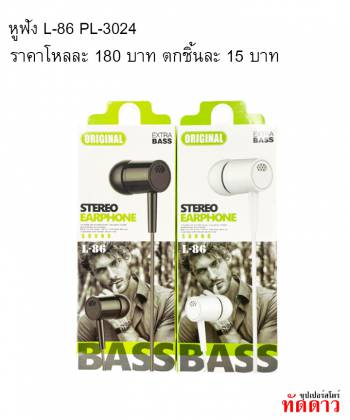 หูฟัง L-86 PL-3024
ราคาโหลละ 180 บาท ตกชิ้นละ 15 บาท
ORIGINAL
EXTRA
BASS
STEREO
EARPHONE
L-86
BASS
ORIGINAL
EXTRA
BASS
STEREO
EARPHONE
L-86
BASS
ซุปเปอร์สโตร์
ทัดดาว